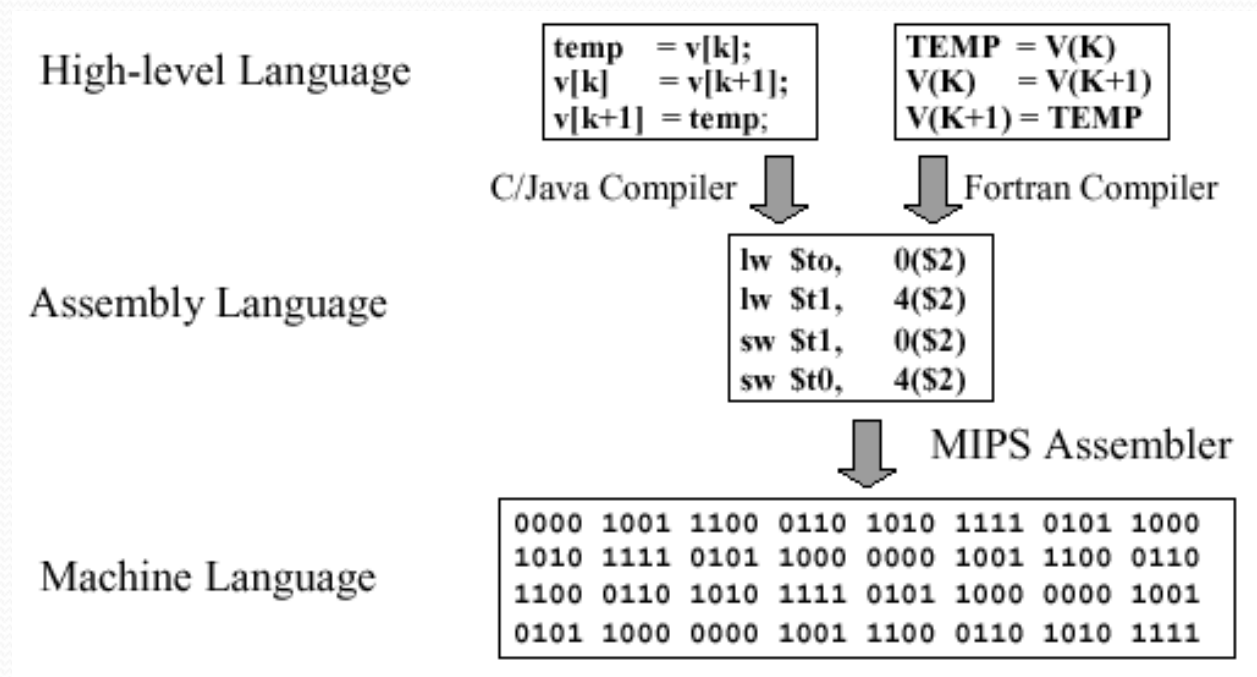 High-level Language
temp = v[k];
v[k] = v[k+1];
v[k+1] = temp;
TEMP = V(K)
V(K) = V(K+1)
V(K+1) = TEMP
C/Java Compiler
Fortran Compiler
Assembly Language
lw $to, 0($2)
lw $t1, 4($2)
sw $t1, 0($2)
sw $t0, 4($2)
MIPS Assembler
Machine Language
0000 1001 1100 0110 1010 1111 0101 1000
1010 1111 0101 1000 0000 1001 1100 0110
1100 0110 1010 1111 0101 1000 0000 1001
0101 1000 0000 1001 1100 0110 1010 1111